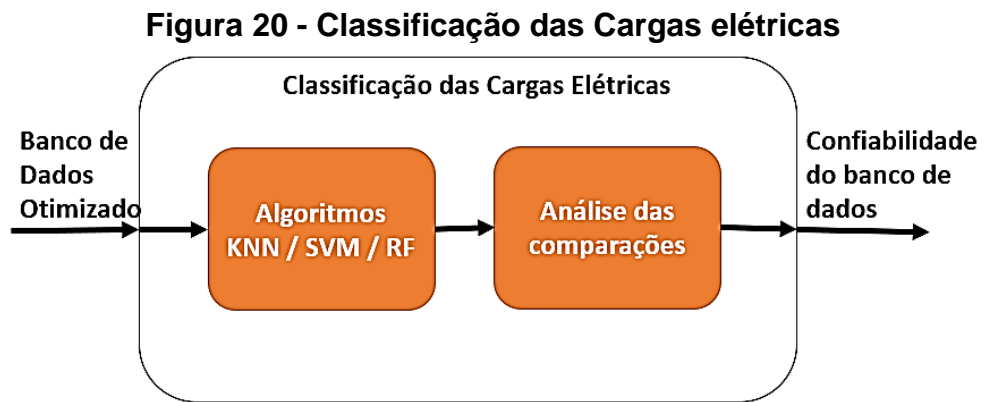 Figura 20 - Classificação das Cargas elétricas
Classificação das Cargas Elétricas
Banco de
Dados
Otimizado
Algoritmos
KNN / SVM / RF
Análise das
comparações
Confiabilidade
do banco de
dados